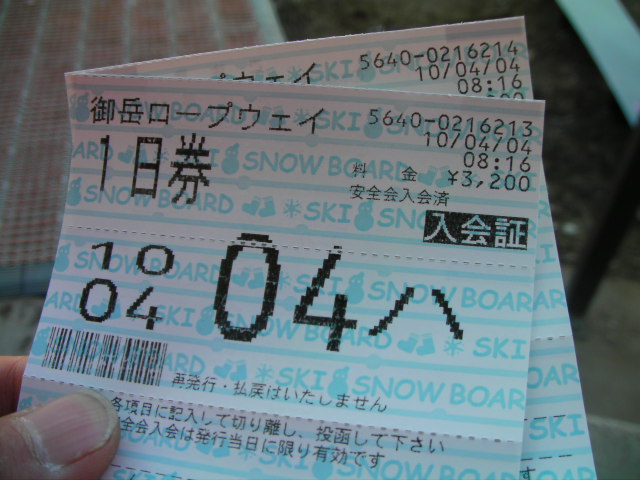 5640-0216214
10/04/04
08:16
御岳ロープウェイ
5640-0216213
10/04/04
08:16
1日券
料 金 ¥3,200
安全会入会済
入会証
10
04 04 ハ
再発行・払戻はいたしません
各項目に記入して切り離し、投函して下さい
安全会入会は発行当日に限り有効です
SNOW BOARD
SKI